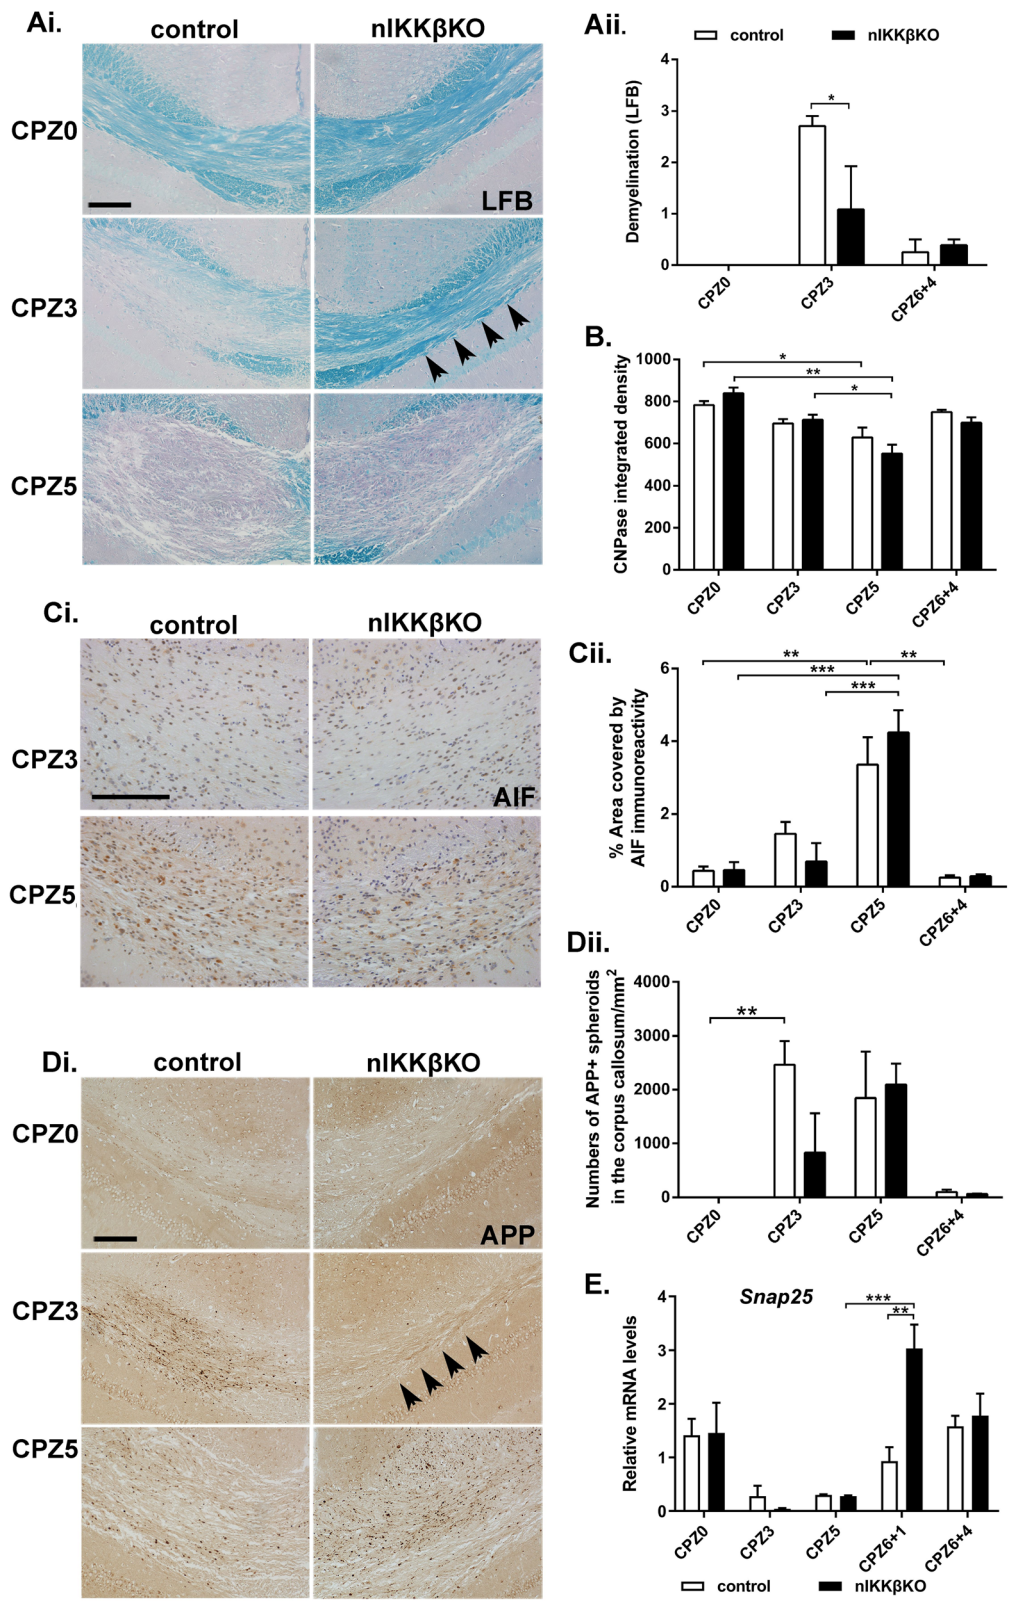 Ai.
control
nIKKβKO
CPZ0
LFB
CPZ3
CPZ5
Aii.
control
nIKKβKO
Demyelination (LFB)
4
3
2
1
0
*
CPZ0
CPZ3
CPZ6+4
B.
CNPase integrated density
1000
800
600
400
200
0
*
**
*
CPZ0
CPZ3
CPZ5
CPZ6+4
Ci.
control
nIKKβKO
CPZ3
AIF
CPZ5
Cii.
% Area covered by
AIF immunoreactivity
6
4
2
0
**
**
***
***
CPZ0
CPZ3
CPZ5
CPZ6+4
Di.
control
nIKKβKO
CPZ0
APP
CPZ3
CPZ5
Dii.
Numbers of APP+ spheroids
in the corpus callosum/mm²
4000
3000
2000
1000
0
**
CPZ0
CPZ3
CPZ5
CPZ6+4
E.
Snap25
Relative mRNA levels
4
3
2
1
0
***
**
CPZ0
CPZ3
CPZ5
CPZ6+1
CPZ6+4
control
nIKKβKO